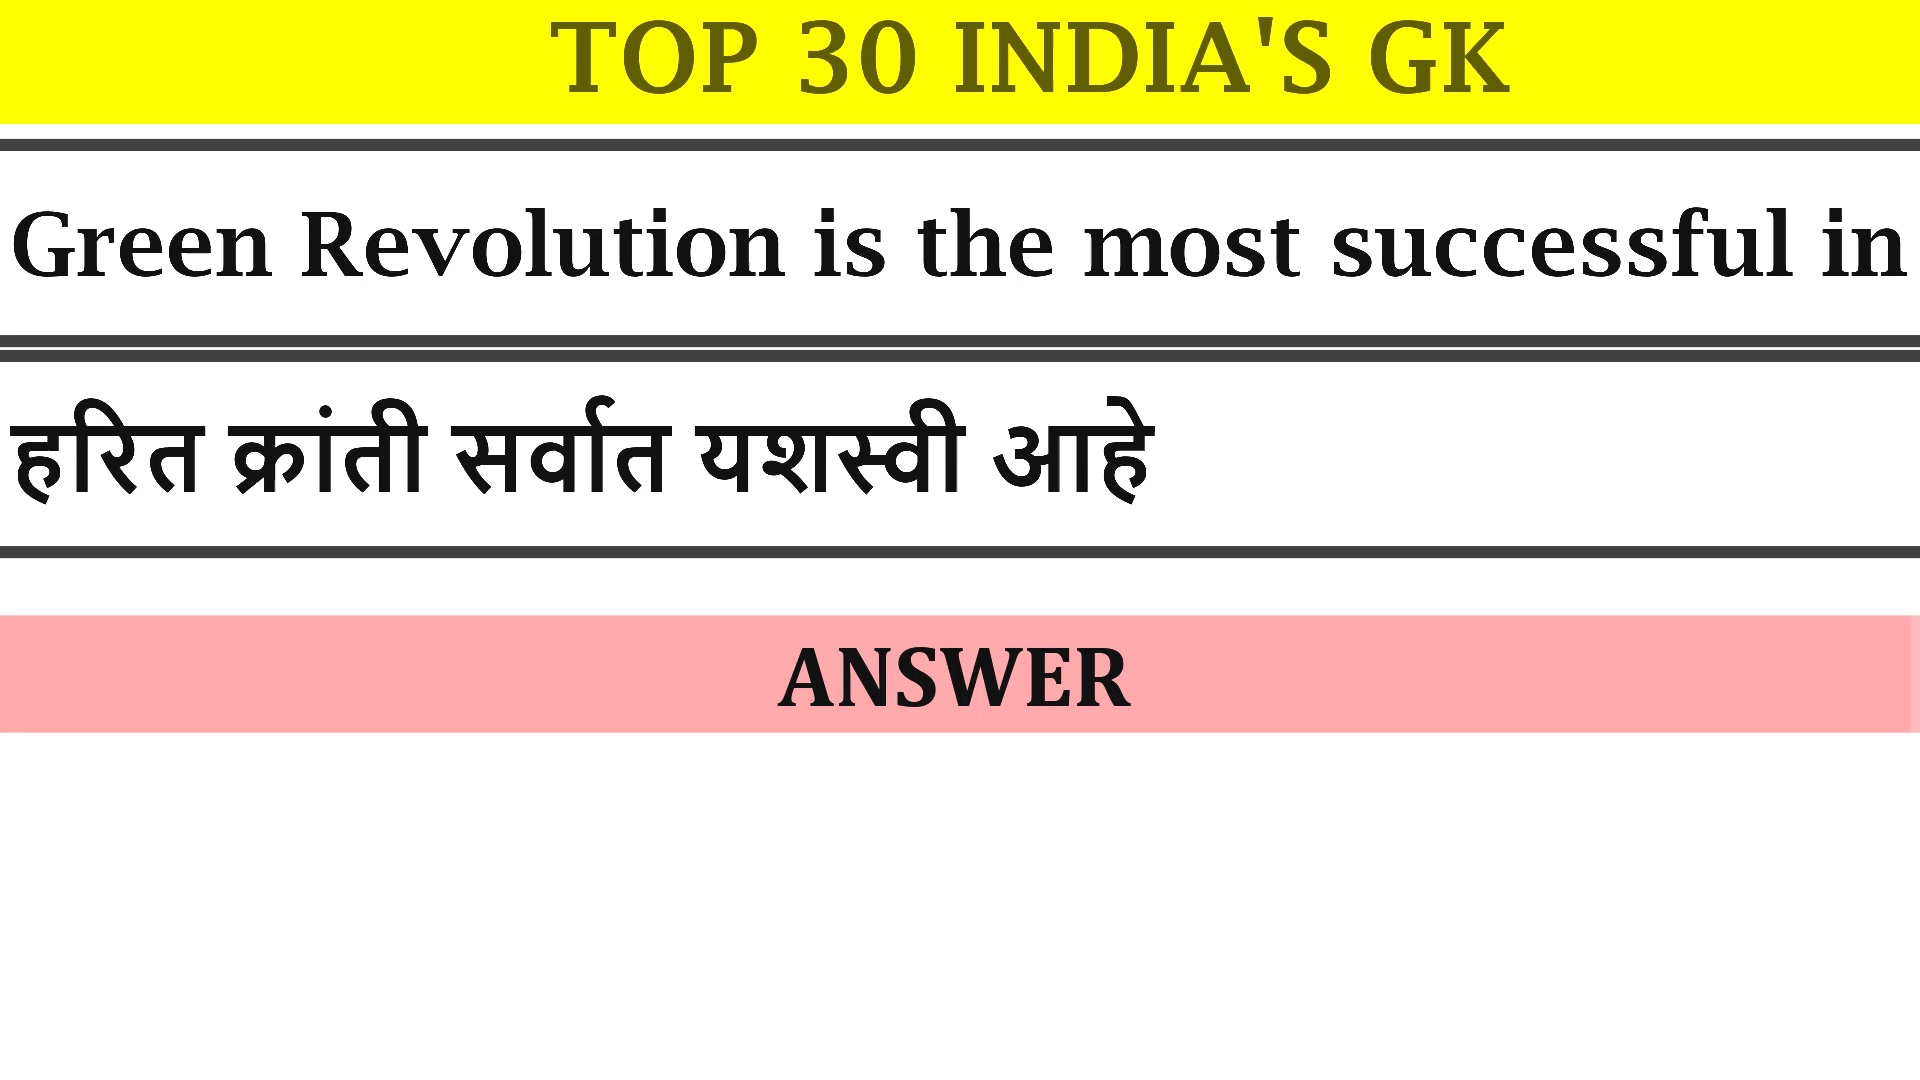 TOP 30 INDIA'S GK
Green Revolution is the most successful in
हरित क्रांती सर्वात यशस्वी आहे
ANSWER